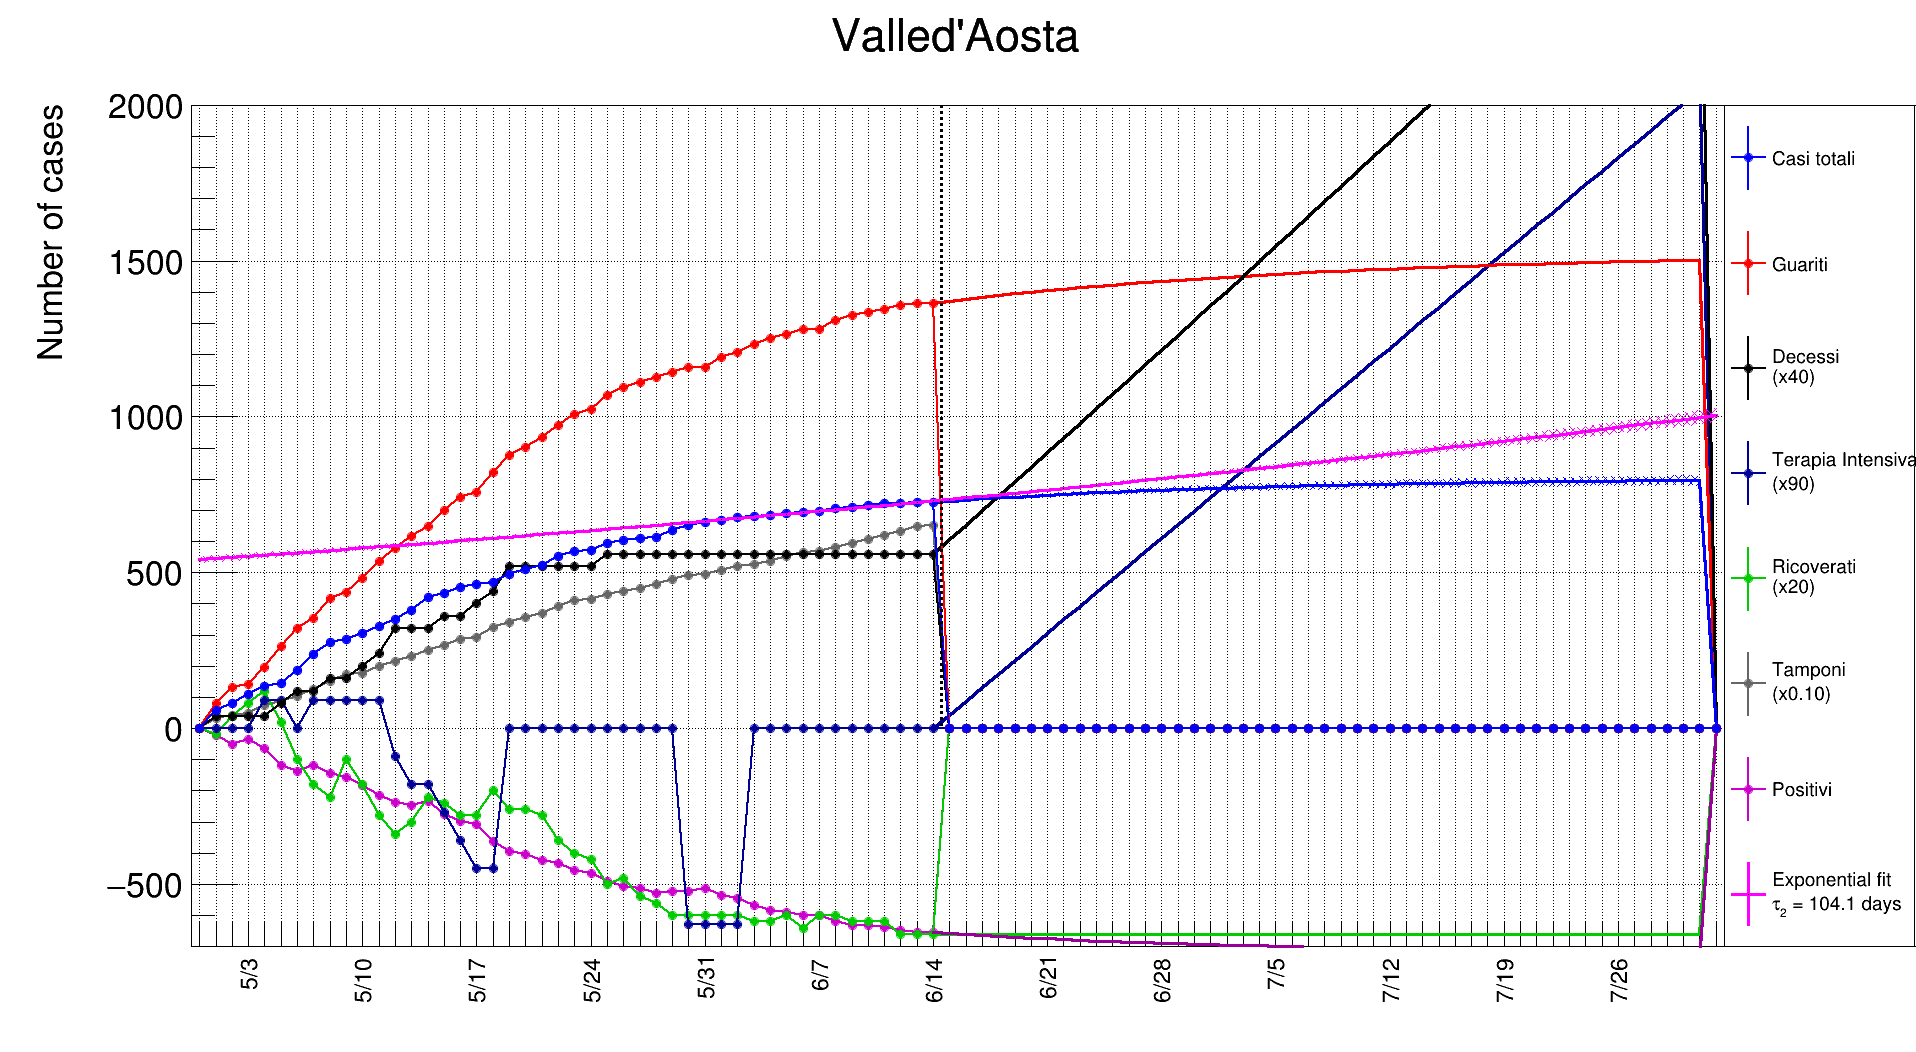 Valled'Aosta
Number of cases
2000
1500
1000
500
0
−500
5/3
5/10
5/17
5/24
5/31
6/7
6/14
6/21
6/28
7/5
7/12
7/19
7/26
Casi totali
Guariti
Decessi
(x40)
Terapia Intensiva
(x90)
Ricoverati
(x20)
Tamponi
(x0.10)
Positivi
Exponential fit
τ2 = 104.1 days